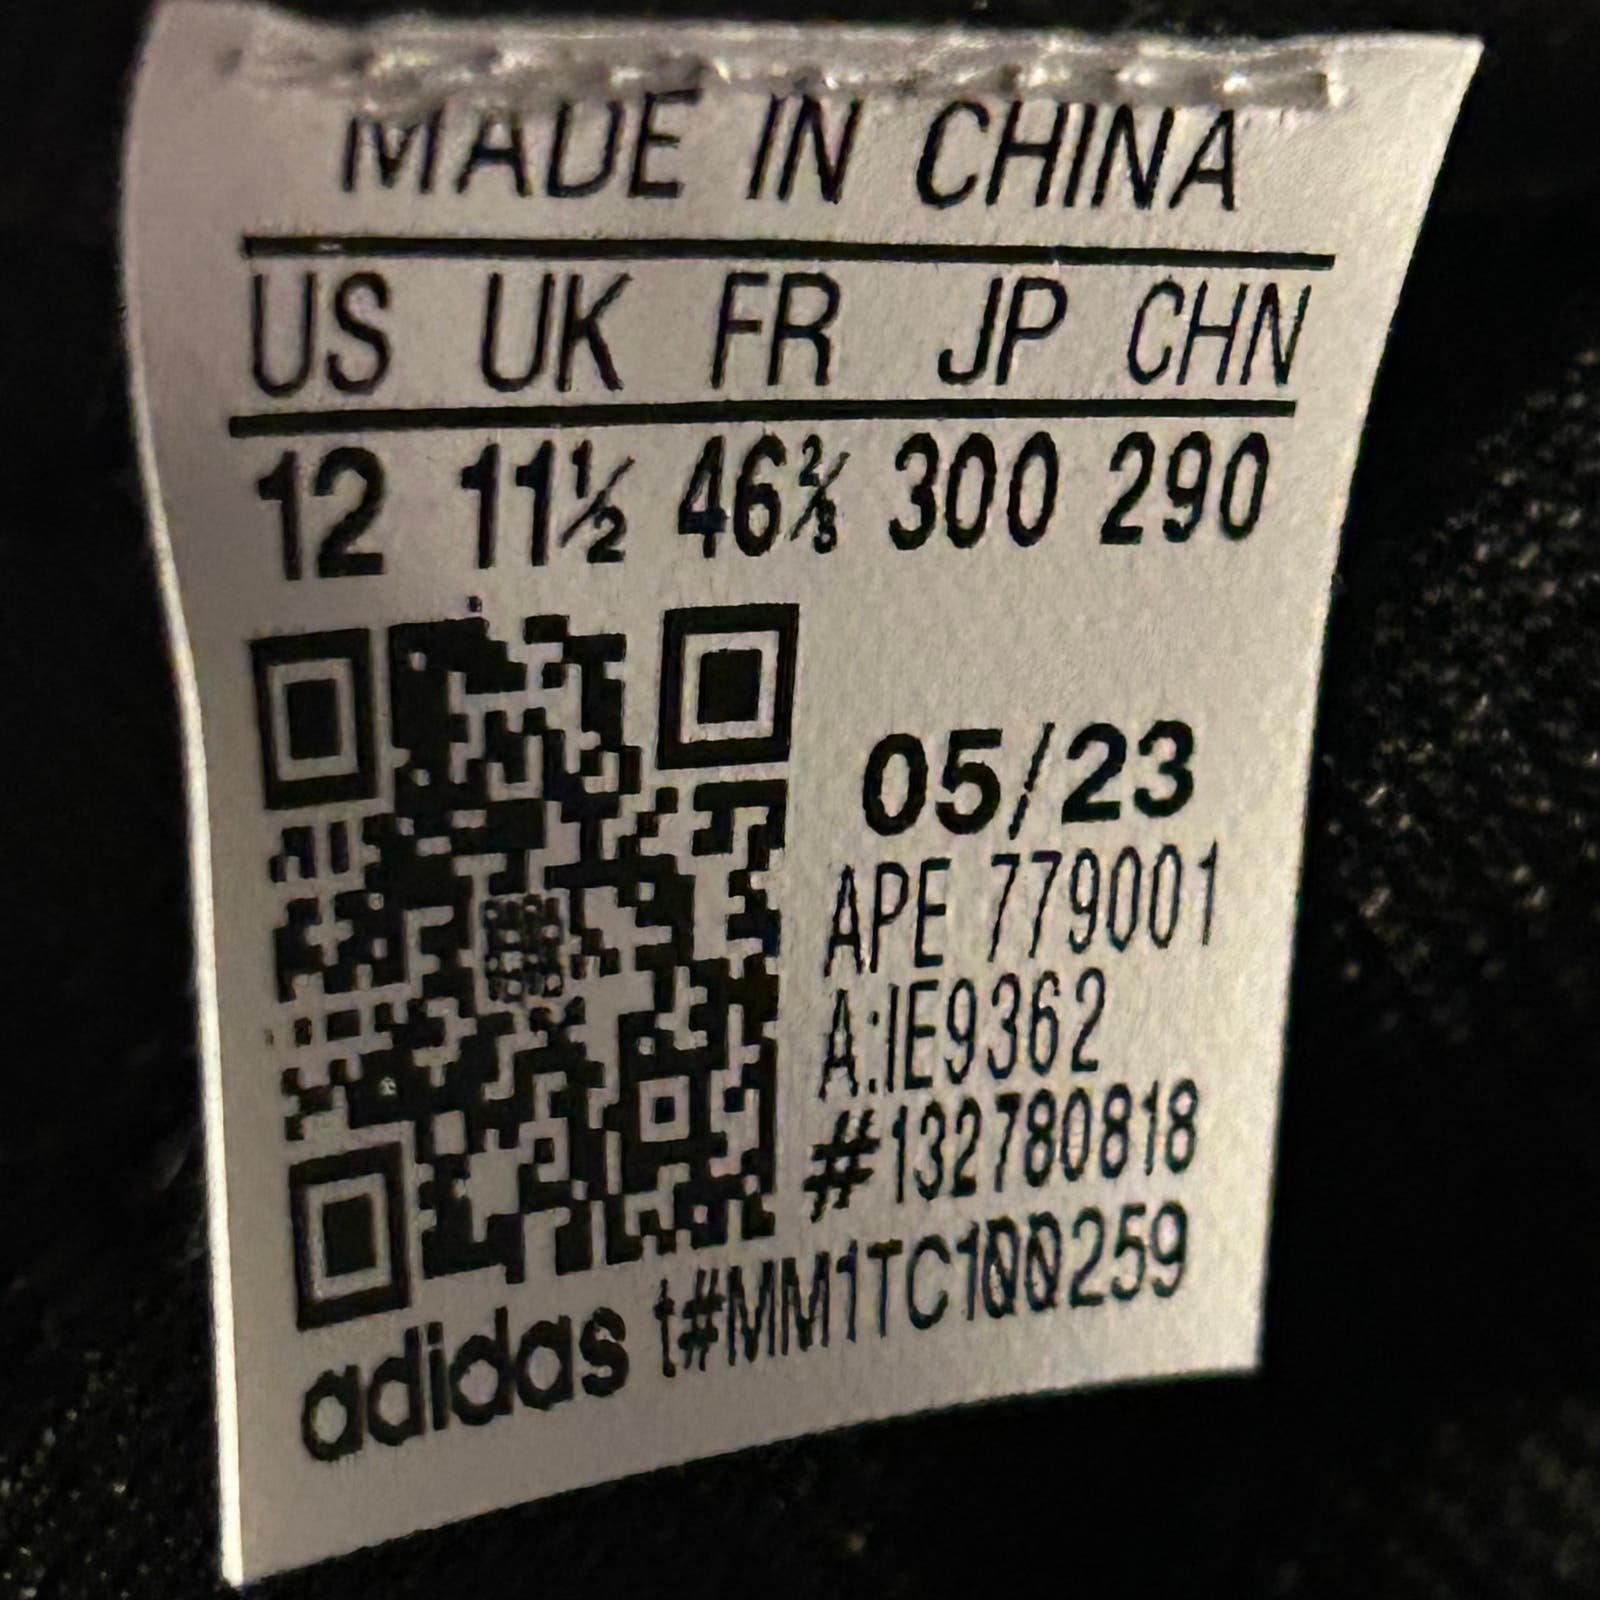 MADE IN CHINA
US UK FR JP CHN
12 11½ 46⅔ 300 290
05/23
APE 779001
A:IE9362
#132780818
adidas t#MM1TC100259